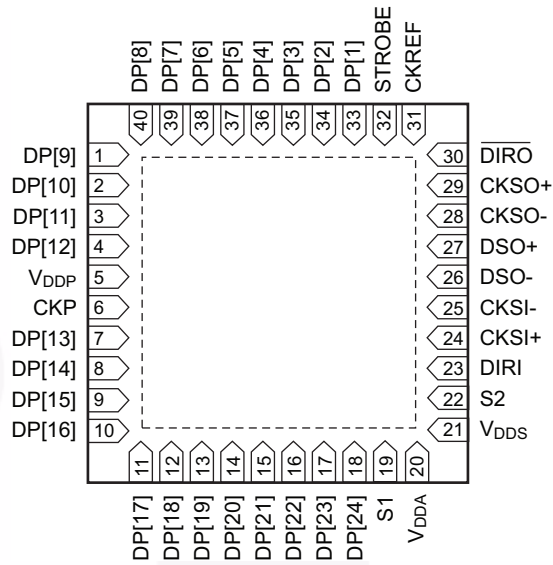 DP[8] DP[7] DP[6] DP[5] DP[4] DP[3] DP[2] DP[1] STROBE CKREF
40 39 38 37 36 35 34 33 32 31
DP[9] 1
DP[10] 2
DP[11] 3
DP[12] 4
VDDP 5
CKP 6
DP[13] 7
DP[14] 8
DP[15] 9
DP[16] 10
30 DIRO
29 CKSO+
28 CKSO-
27 DSO+
26 DSO-
25 CKSI-
24 CKSI+
23 DIRI
22 S2
21 VDDS
11 12 13 14 15 16 17 18 19 20
DP[17] DP[18] DP[19] DP[20] DP[21] DP[22] DP[23] DP[24] S1 VDDA